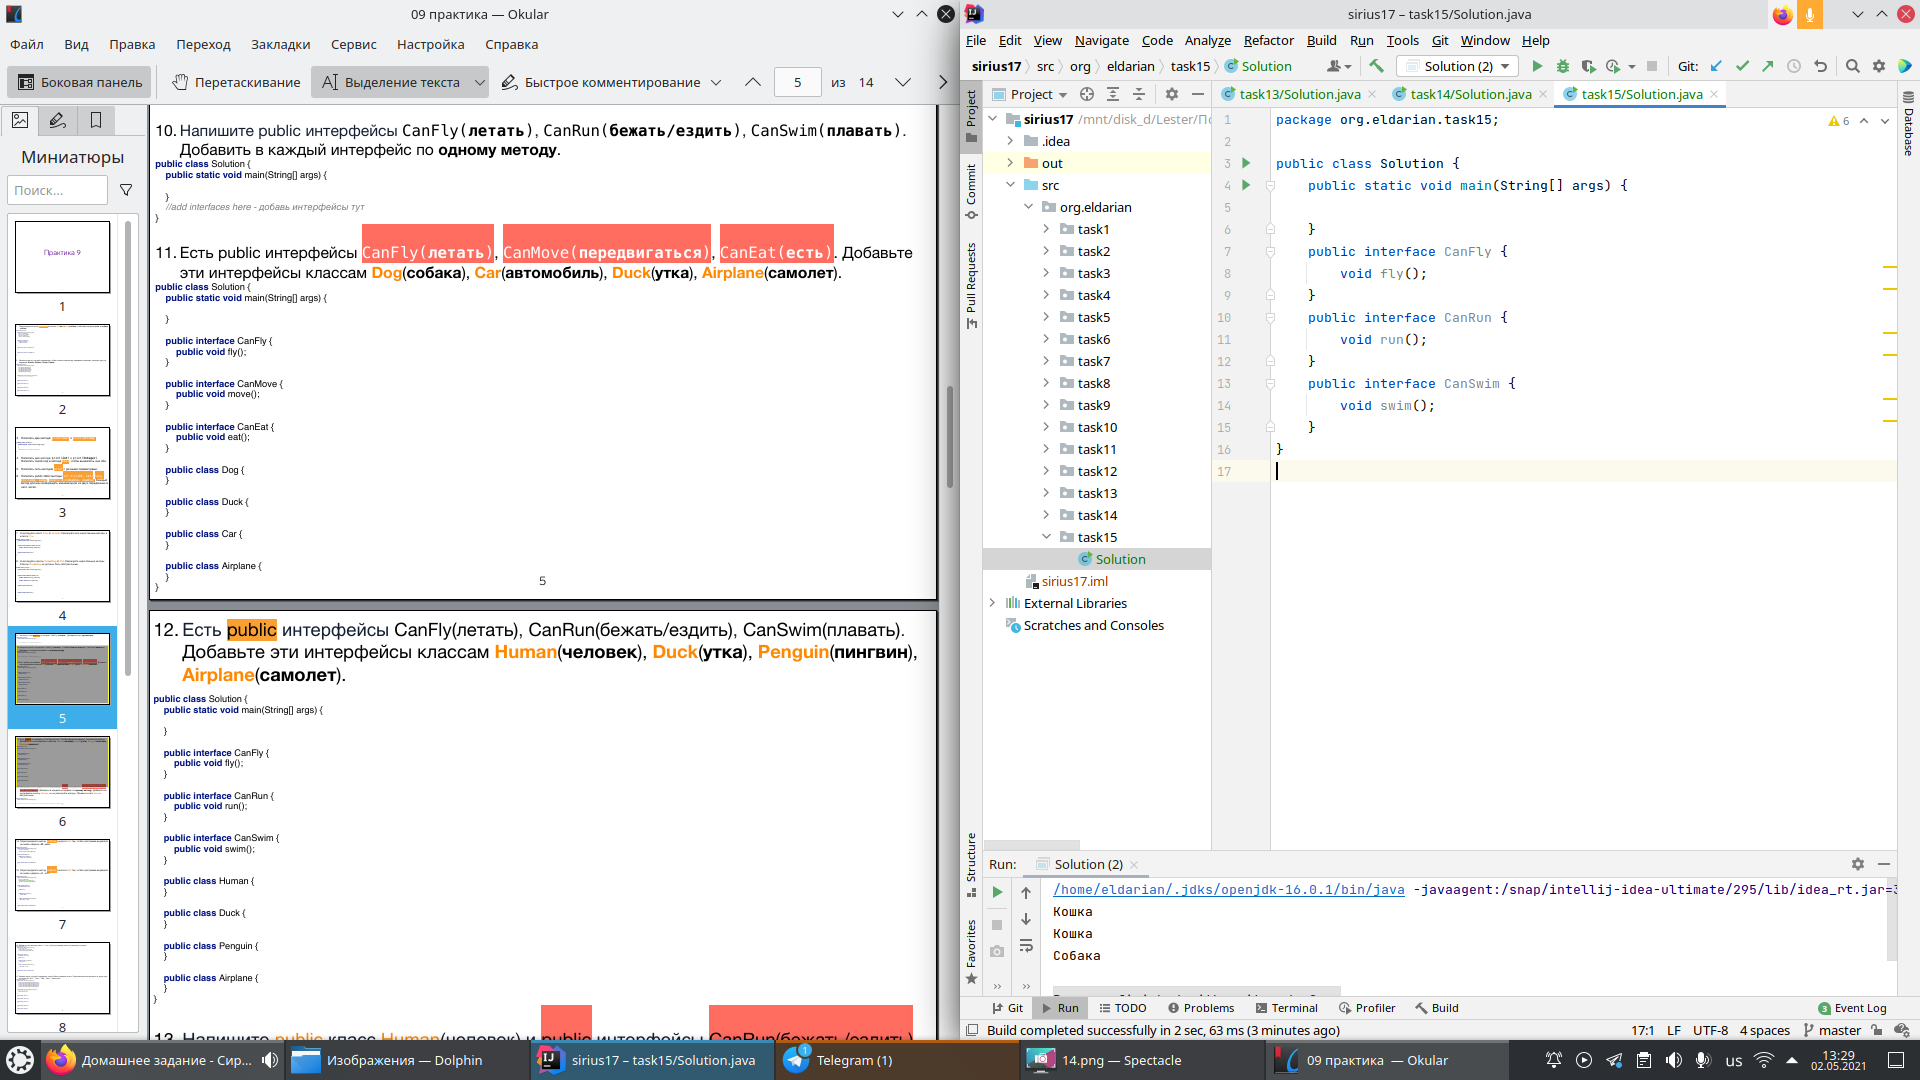 09 практика — Okular
Файл Вид Правка Переход Закладки Сервис Настройка Справка
Боковая панель Перетаскивание Выделение текста Быстрое комментирование 5 из 14
Миниатюры
Поиск...
Практика 9
1
2
3
4
5
6
7
8
10. Напишите public интерфейсы CanFly(летать), CanRun(бежать/ездить), CanSwim(плавать).
Добавить в каждый интерфейс по одному методу.
public class Solution {
public static void main(String[] args) {
}
//add interfaces here - добавь интерфейсы тут
}
11. Есть public интерфейсы CanFly(летать), CanMove(передвигаться), CanEat(есть). Добавьте
эти интерфейсы классам Dog(собака), Car(автомобиль), Duck(утка), Airplane(самолет).
public class Solution {
public static void main(String[] args) {
}
public interface CanFly {
public void fly();
}
public interface CanMove {
public void move();
}
public interface CanEat {
public void eat();
}
public class Dog {
}
public class Duck {
}
public class Car {
}
public class Airplane {
}
}
5
12. Есть public интерфейсы CanFly(летать), CanRun(бежать/ездить), CanSwim(плавать).
Добавьте эти интерфейсы классам Human(человек), Duck(утка), Penguin(пингвин),
Airplane(самолет).
public class Solution {
public static void main(String[] args) {
}
public interface CanFly {
public void fly();
}
public interface CanRun {
public void run();
}
public interface CanSwim {
public void swim();
}
public class Human {
}
public class Duck {
}
public class Penguin {
}
public class Airplane {
}
}
13. Напишите public класс Human(человек) и public интерфейсы CanRun(бежать/ездить)
sirius17 – task15/Solution.java
File Edit View Navigate Code Analyze Refactor Build Run Tools Git Window Help
sirius17 src org eldarian task15 Solution Solution (2) Git:
Project
Commit
Pull Requests
Structure
Favorites
Database
Project
sirius17 /mnt/disk_d/Lester/По
.idea
out
src
org.eldarian
task1
task2
task3
task4
task5
task6
task7
task8
task9
task10
task11
task12
task13
task14
task15
Solution
sirius17.iml
External Libraries
Scratches and Consoles
task13/Solution.java task14/Solution.java task15/Solution.java
6
1 package org.eldarian.task15;
2
3 public class Solution {
4 public static void main(String[] args) {
5
6 }
7 public interface CanFly {
8 void fly();
9 }
10 public interface CanRun {
11 void run();
12 }
13 public interface CanSwim {
14 void swim();
15 }
16 }
17
Run: Solution (2)
/home/eldarian/.jdks/openjdk-16.0.1/bin/java -javaagent:/snap/intellij-idea-ultimate/295/lib/idea_rt.jar=3
Кошка
Кошка
Собака
Git Run TODO Problems Terminal Profiler Build 3 Event Log
Build completed successfully in 2 sec, 63 ms (3 minutes ago) 17:1 LF UTF-8 4 spaces master
Домашнее задание - Сир... Изображения — Dolphin sirius17 – task15/Solution.java Telegram (1) 14.png — Spectacle 09 практика — Okular us 13:29
02.05.2021